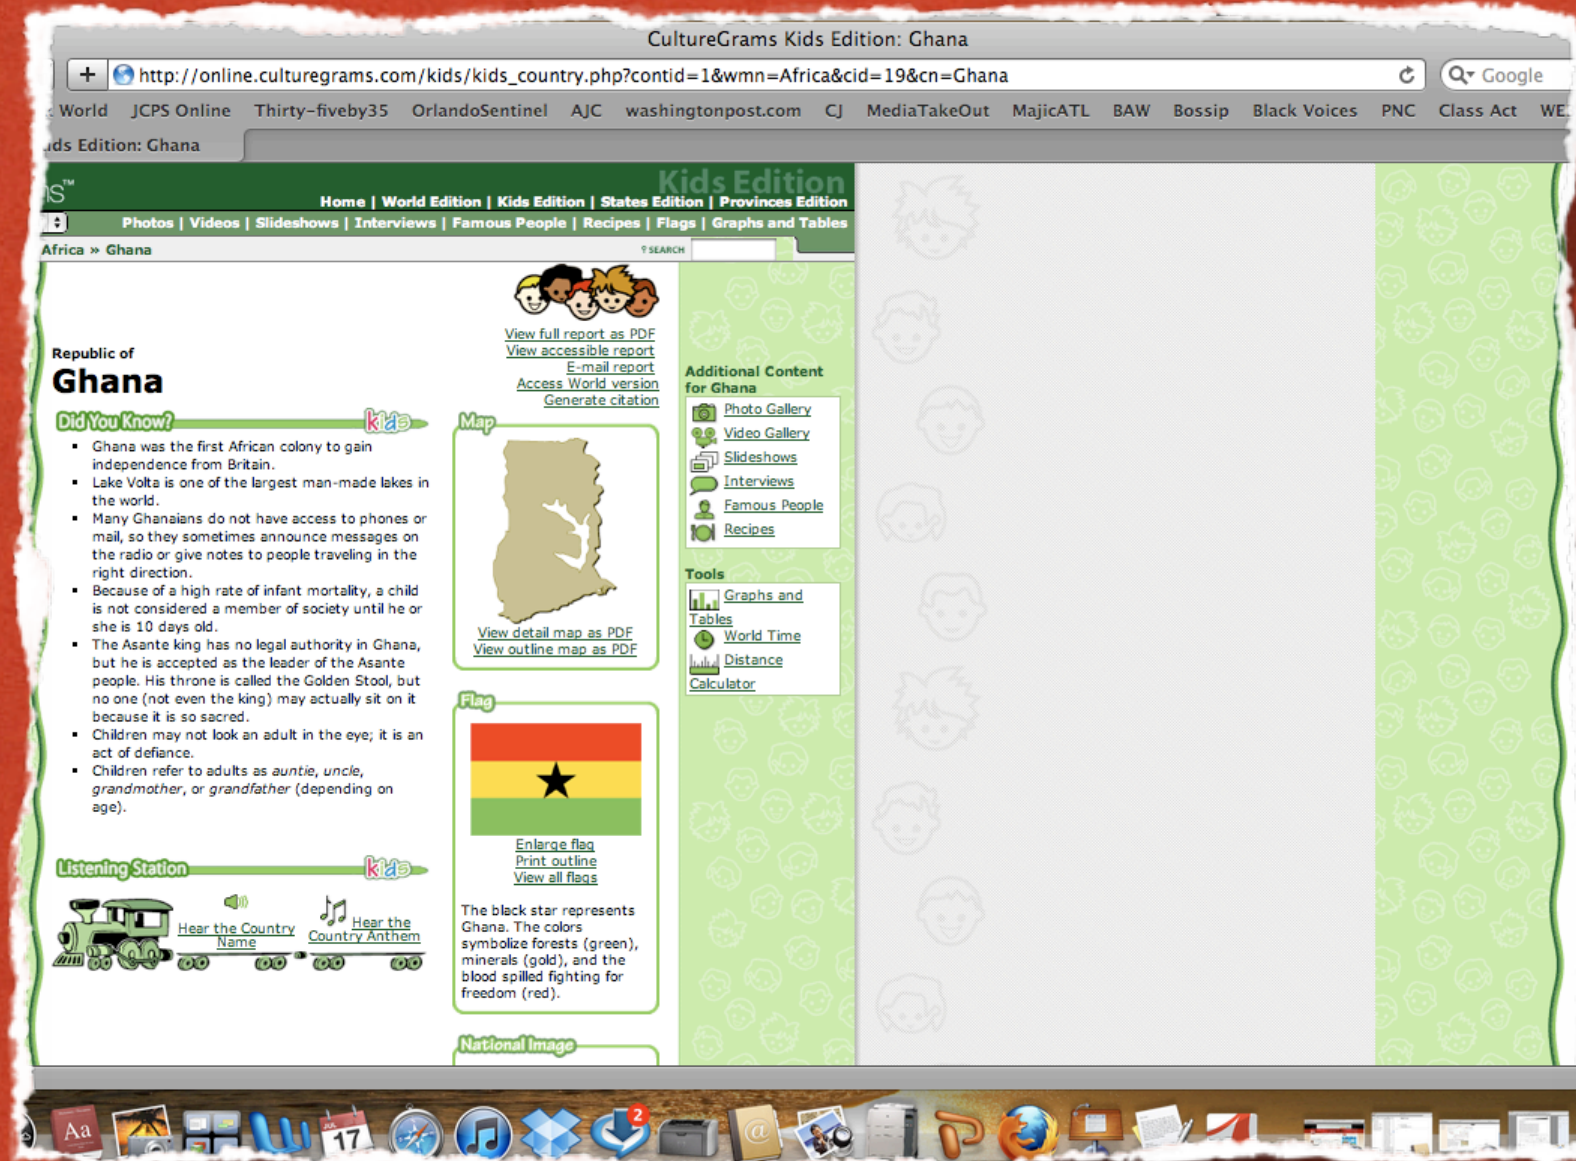 CultureGrams Kids Edition: Ghana
http://online.culturegrams.com/kids/kids_country.php?contid=1&wmn=Africa&cid=19&cn=Ghana
Google
World JCPS Online Thirty-fiveby35 OrlandoSentinel AJC washingtonpost.com CJ MediaTakeOut MajicATL BAW Bossip Black Voices PNC Class Act
Edition: Ghana
Kids Edition
Home | World Edition | Kids Edition | States Edition | Provinces Edition
Photos | Videos | Slideshows | Interviews | Famous People | Recipes | Flags | Graphs and Tables
Africa » Ghana
SEARCH
View full report as PDF
View accessible report
E-mail report
Access World version
Generate citation
Republic of
Ghana
Did You Know?
kids
▪ Ghana was the first African colony to gain
independence from Britain.
▪ Lake Volta is one of the largest man-made lakes in
the world.
▪ Many Ghanaians do not have access to phones or
mail, so they sometimes announce messages on
the radio or give notes to people traveling in the
right direction.
▪ Because of a high rate of infant mortality, a child
is not considered a member of society until he or
she is 10 days old.
▪ The Asante king has no legal authority in Ghana,
but he is accepted as the leader of the Asante
people. His throne is called the Golden Stool, but
no one (not even the king) may actually sit on it
because it is so sacred.
▪ Children may not look an adult in the eye; it is an
act of defiance.
▪ Children refer to adults as auntie, uncle,
grandmother, or grandfather (depending on
age).
Listening Station
kids
Hear the Country
Name
Hear the
Country Anthem
Map
View detail map as PDF
View outline map as PDF
Flag
Enlarge flag
Print outline
View all flags
The black star represents
Ghana. The colors
symbolize forests (green),
minerals (gold), and the
blood spilled fighting for
freedom (red).
National Image
Additional Content
for Ghana
Photo Gallery
Video Gallery
Slideshows
Interviews
Famous People
Recipes
Tools
Graphs and
Tables
World Time
Distance
Calculator
Aa
JUL
17
2
@